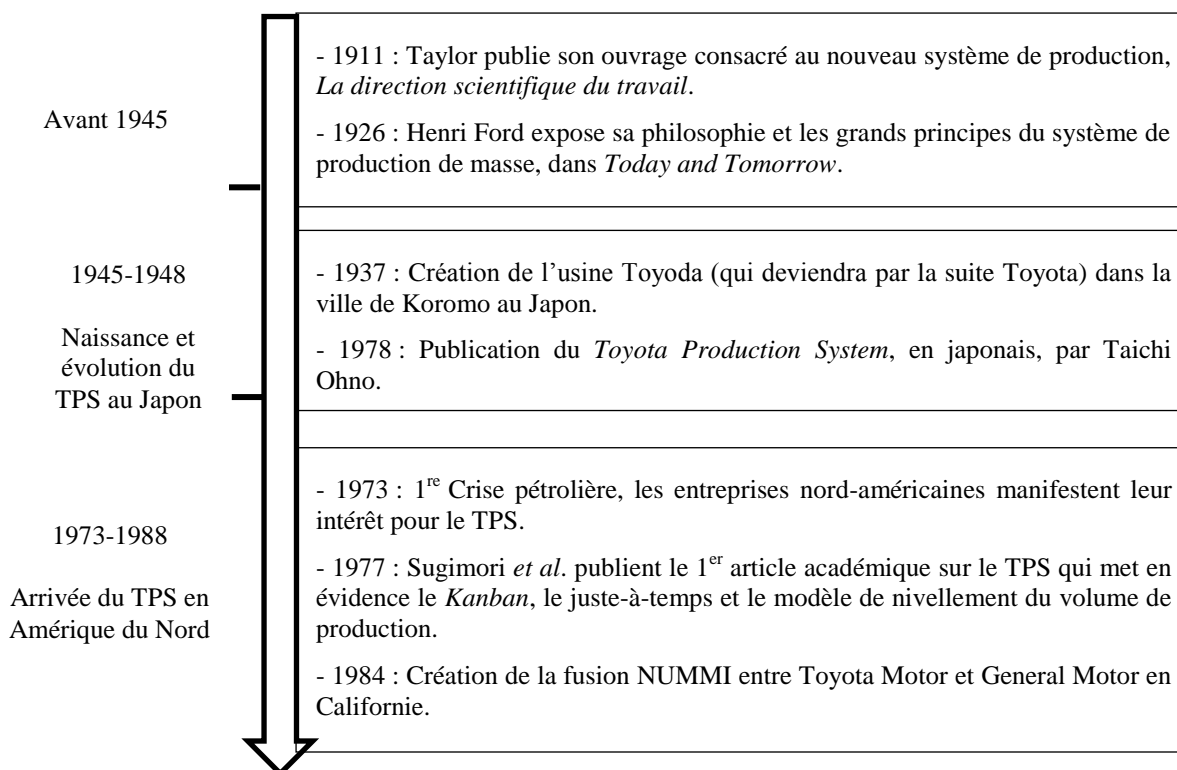 Avant 1945
- 1911 : Taylor publie son ouvrage consacré au nouveau système de production,
La direction scientifique du travail.
- 1926 : Henri Ford expose sa philosophie et les grands principes du système de
production de masse, dans Today and Tomorrow.
1945-1948
Naissance et
évolution du
TPS au Japon
- 1937 : Création de l’usine Toyoda (qui deviendra par la suite Toyota) dans la
ville de Koromo au Japon.
- 1978 : Publication du Toyota Production System, en japonais, par Taichi
Ohno.
1973-1988
Arrivée du TPS en
Amérique du Nord
- 1973 : 1re Crise pétrolière, les entreprises nord-américaines manifestent leur
intérêt pour le TPS.
- 1977 : Sugimori et al. publient le 1er article académique sur le TPS qui met en
évidence le Kanban, le juste-à-temps et le modèle de nivellement du volume de
production.
- 1984 : Création de la fusion NUMMI entre Toyota Motor et General Motor en
Californie.